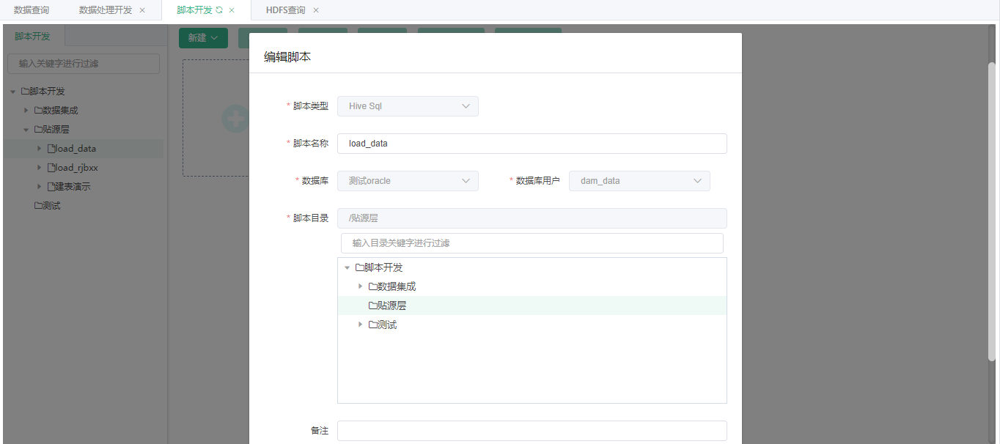 数据查询 数据处理开发 脚本开发 HDFS查询
脚本开发
新建
输入关键字进行过滤
脚本开发
数据集成
贴源层
load_data
load_rjbxx
建表演示
测试
编辑脚本
* 脚本类型 Hive Sql
* 脚本名称 load_data
* 数据库 测试oracle * 数据库用户 dam_data
* 脚本目录 /贴源层
输入目录关键字进行过滤
脚本开发
数据集成
贴源层
测试
备注